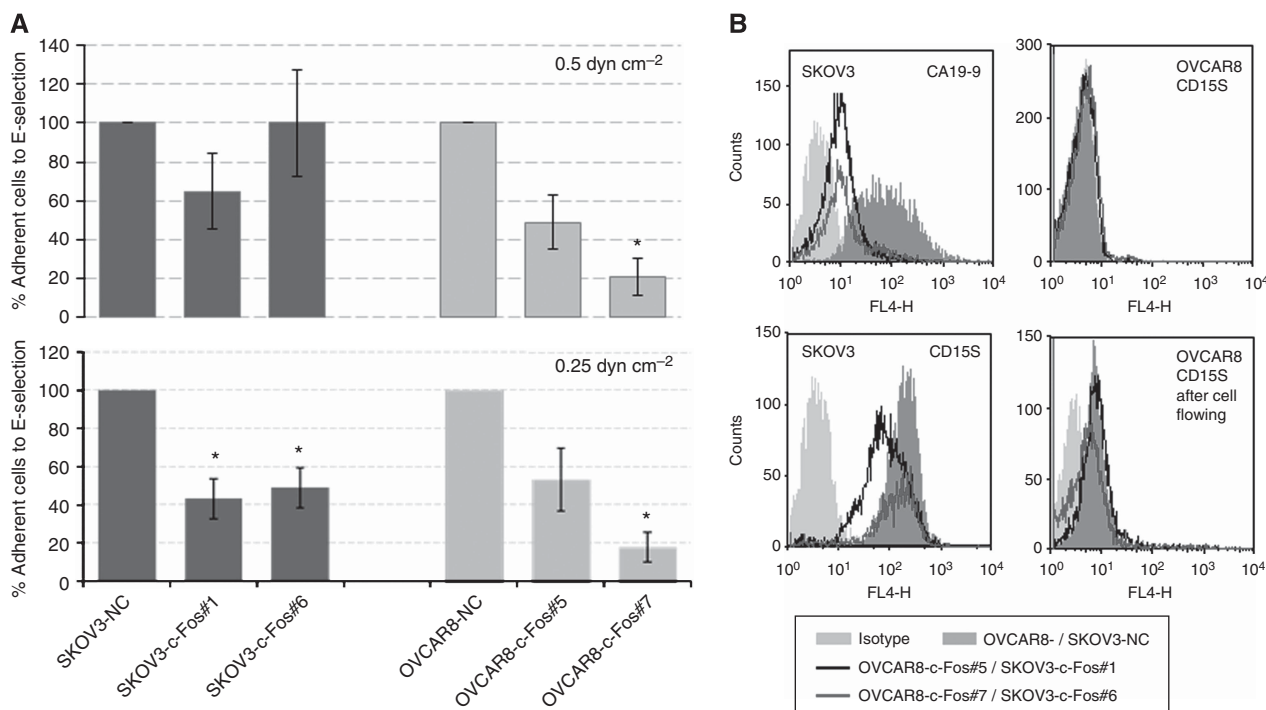 A
% Adherent cells to E-selection
140
120
100
80
60
40
20
0
0.5 dyn cm–2
*
% Adherent cells to E-selection
120
100
80
60
40
20
0
0.25 dyn cm–2
*
*
*
SKOV3-NC
SKOV3-c-Fos#1
SKOV3-c-Fos#6
OVCAR8-NC
OVCAR8-c-Fos#5
OVCAR8-c-Fos#7
B
Counts
150
100
50
0
SKOV3 CA19-9
100 101 102 103 104
FL4-H
300
200
100
0
OVCAR8
CD15S
100 101 102 103 104
FL4-H
Counts
150
100
50
0
SKOV3 CD15S
100 101 102 103 104
FL4-H
150
100
50
0
OVCAR8
CD15S
after cell
flowing
100 101 102 103 104
FL4-H
Isotype OVCAR8- / SKOV3-NC
OVCAR8-c-Fos#5 / SKOV3-c-Fos#1
OVCAR8-c-Fos#7 / SKOV3-c-Fos#6